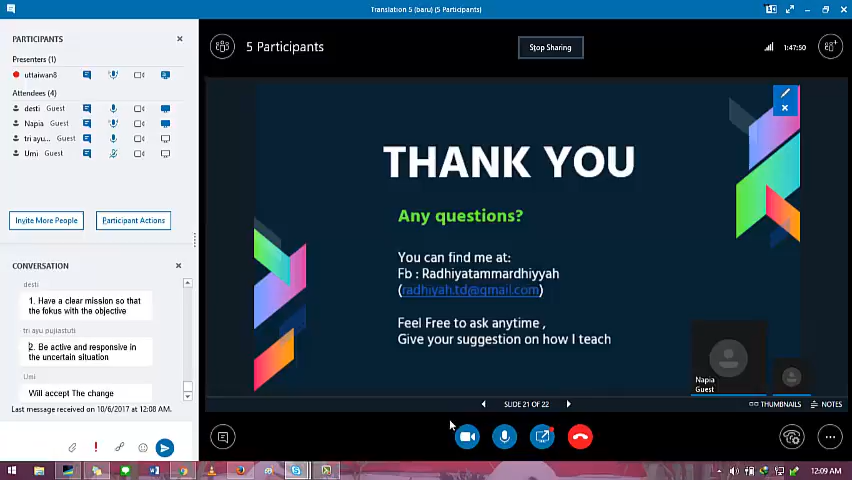 Translation 5 (baru) (5 Participants)
PARTICIPANTS
Presenters (1)
uttaiwan8
Attendees (4)
desti Guest
Napia Guest
tri ayu... Guest
Umi Guest
Invite More People
Participant Actions
CONVERSATION
desti
1. Have a clear mission so that
the fokus with the objective
tri ayu pujiastuti
2. Be active and responsive in
the uncertain situation
Umi
Will accept The change
Last message received on 10/6/2017 at 12:08 AM.
5 Participants
Stop Sharing
1:47:50
THANK YOU
Any questions?
You can find me at:
Fb : Radhiyatammardhiyyah
(radhiyah.td@gmail.com)
Feel Free to ask anytime ,
Give your suggestion on how I teach
Napia
Guest
SLIDE 21 OF 22
THUMBNAILS
NOTES
12:09 AM